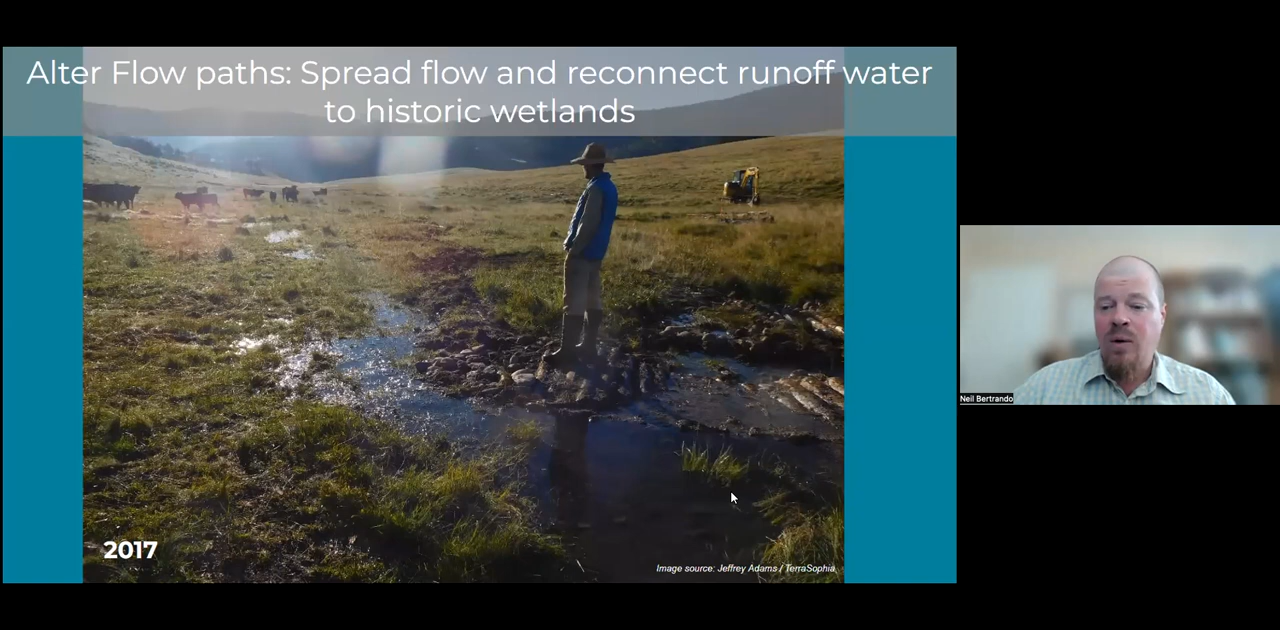 Alter Flow paths: Spread flow and reconnect runoff water
to historic wetlands
Neil Bertrando
2017
Image source: Jeffrey Adams / TerraSophia